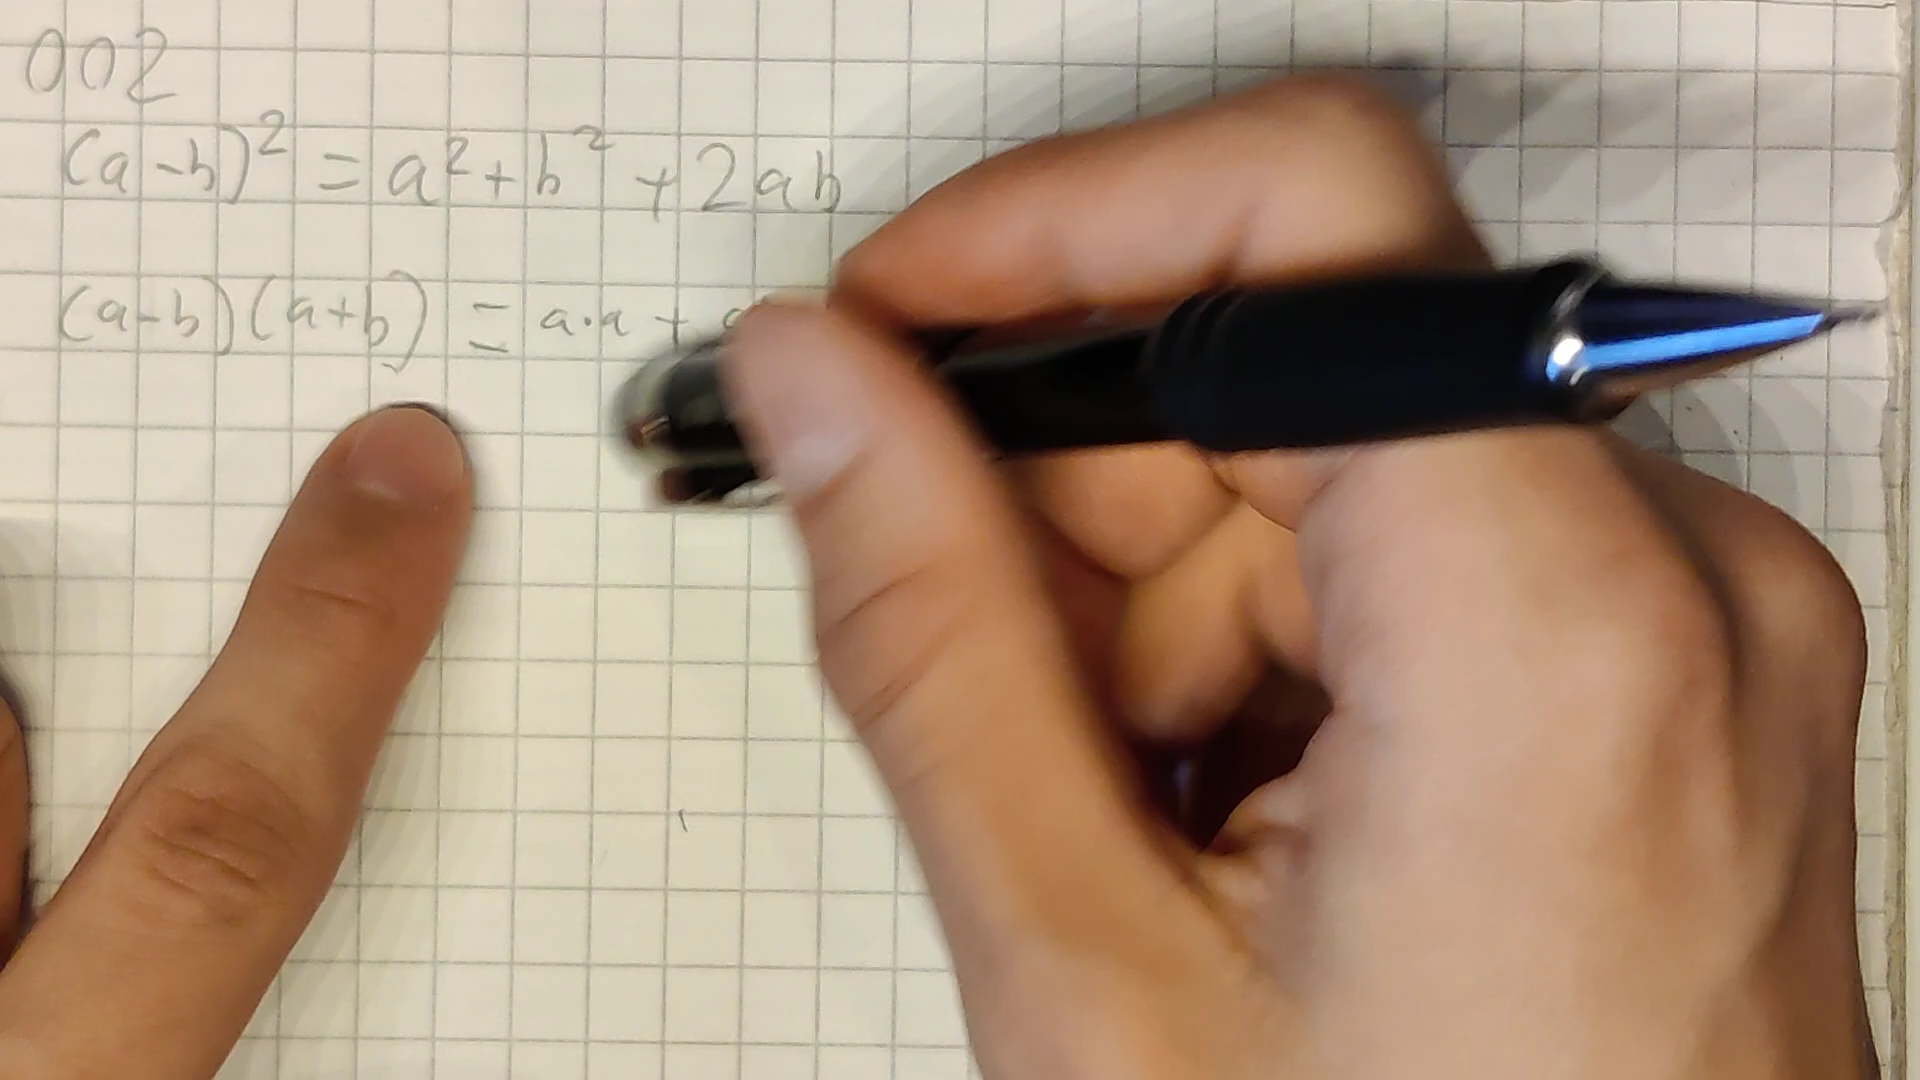 002
(a-b)² = a² + b² + 2ab
(a-b)(a+b) = a·a +